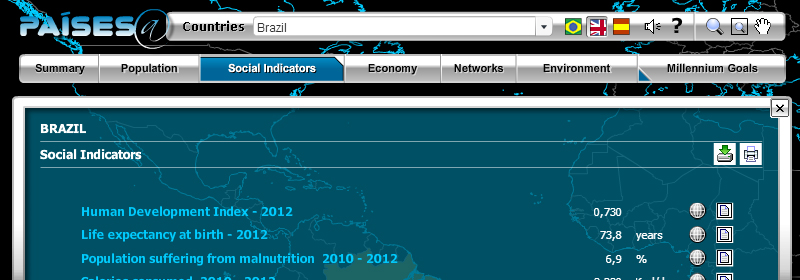 PAÍSES@ Countries Brazil ?
Summary Population Social Indicators Economy Networks Environment Millennium Goals
BRAZIL
Social Indicators
Human Development Index - 2012 0,730
Life expectancy at birth - 2012 73,8 years
Population suffering from malnutrition 2010 - 2012 6,9 %